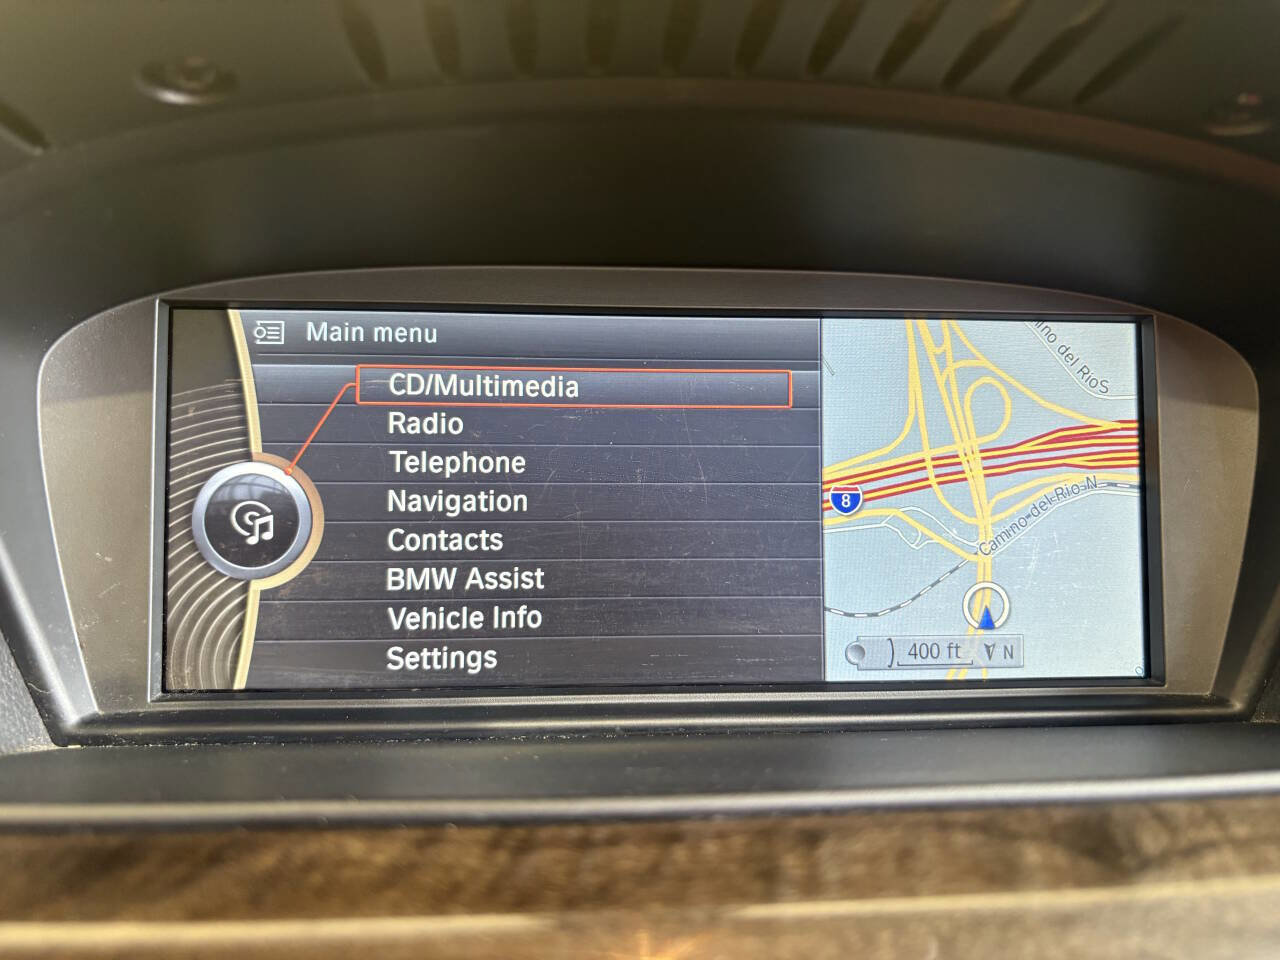 Main menu
CD/Multimedia
Radio
Telephone
Navigation
Contacts
BMW Assist
Vehicle Info
Settings
del RioS
8
Camino-del-Rio-N
400 ft N